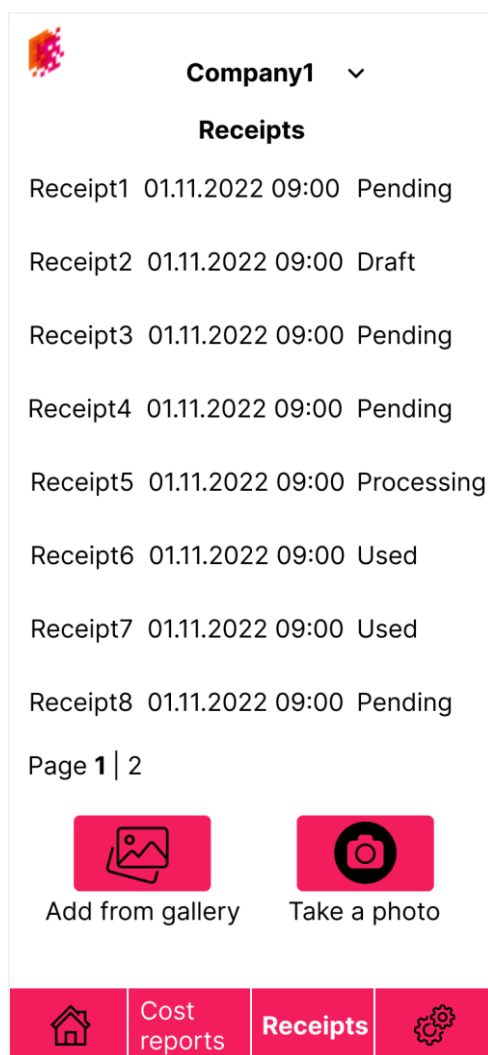 Company1
Receipts
Receipt1 01.11.2022 09:00 Pending
Receipt2 01.11.2022 09:00 Draft
Receipt3 01.11.2022 09:00 Pending
Receipt4 01.11.2022 09:00 Pending
Receipt5 01.11.2022 09:00 Processing
Receipt6 01.11.2022 09:00 Used
Receipt7 01.11.2022 09:00 Used
Receipt8 01.11.2022 09:00 Pending
Page 1 | 2
Add from gallery
Take a photo
Cost
reports
Receipts